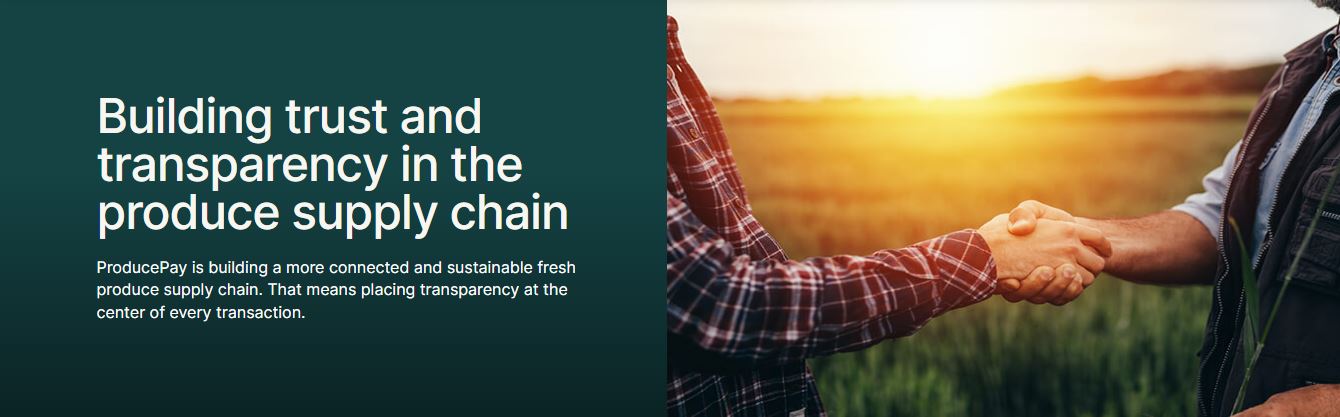 Building trust and
transparency in the
produce supply chain
ProducePay is building a more connected and sustainable fresh
produce supply chain. That means placing transparency at the
center of every transaction.